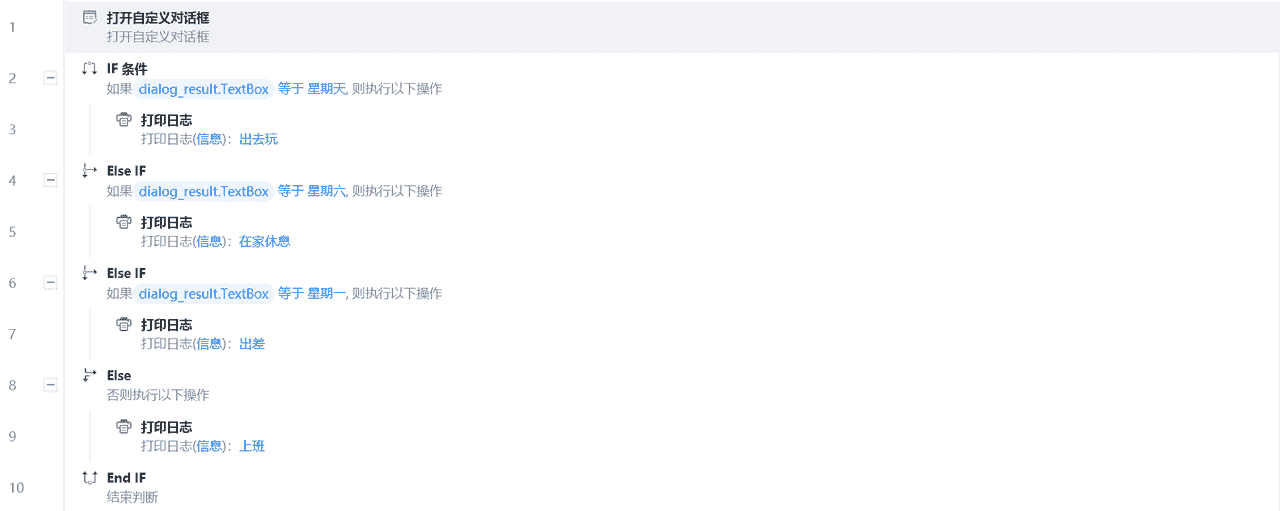 1
打开自定义对话框
打开自定义对话框
2
IF 条件
如果 dialog_result.TextBox 等于 星期天, 则执行以下操作
3
打印日志
打印日志(信息)：出去玩
4
Else IF
如果 dialog_result.TextBox 等于 星期六, 则执行以下操作
5
打印日志
打印日志(信息)：在家休息
6
Else IF
如果 dialog_result.TextBox 等于 星期一, 则执行以下操作
7
打印日志
打印日志(信息)：出差
8
Else
否则执行以下操作
9
打印日志
打印日志(信息)：上班
10
End IF
结束判断